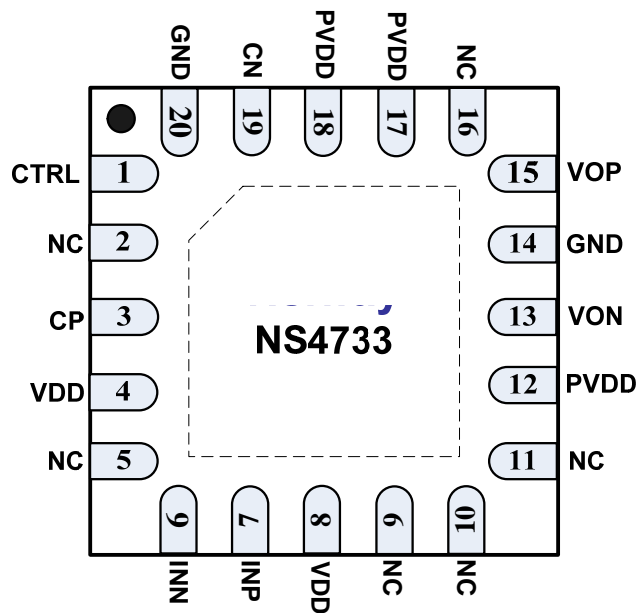 GND CN PVDD PVDD NC
20 19 18 17 16
CTRL 1 15 VOP
NC 2 14 GND
CP 3 13 VON
NS4733
VDD 4 12 PVDD
NC 5 11 NC
6 7 8 9 10
INN INP VDD NC NC